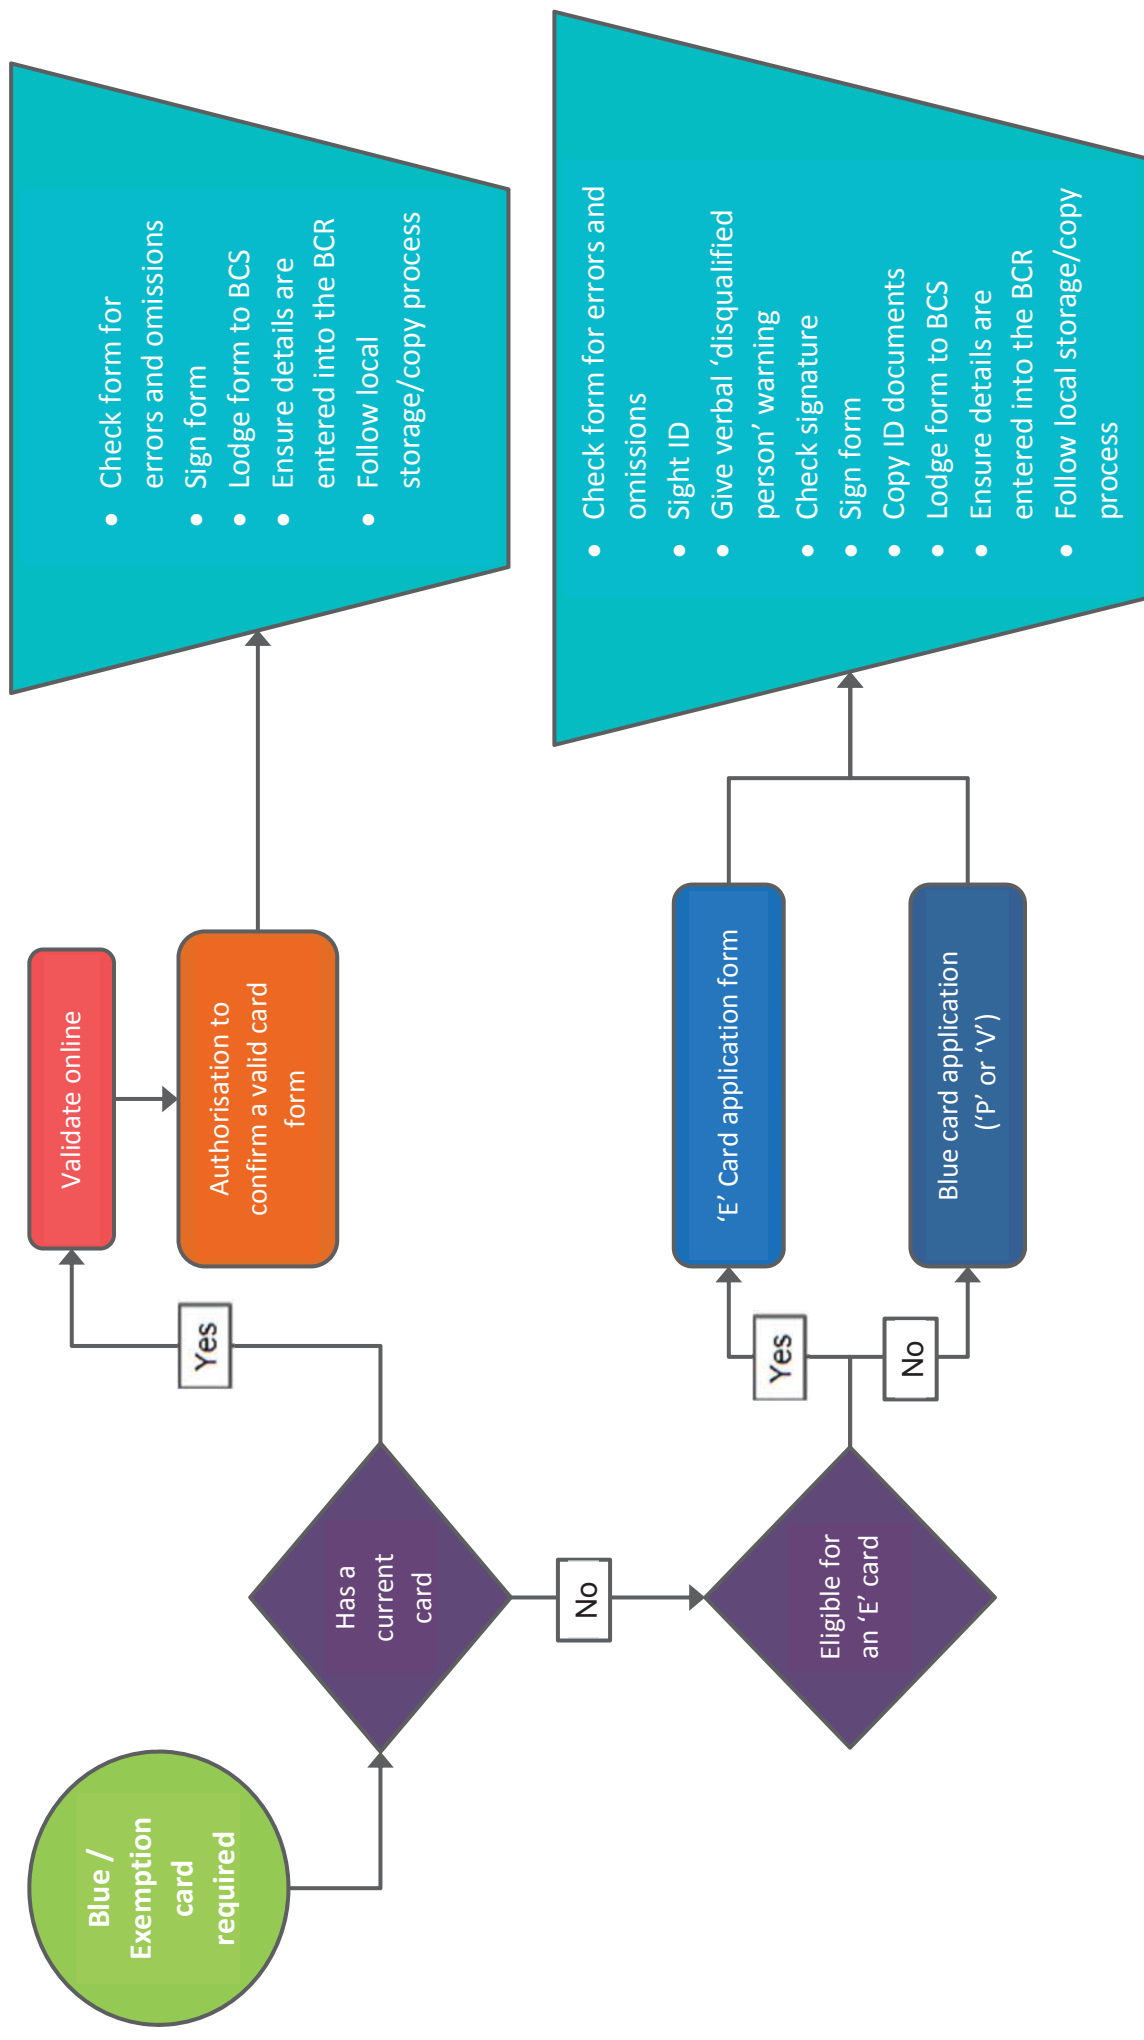 Blue /
Exemption
card
required
Has a
current
card
Yes
Validate online
Authorisation to
confirm a valid card
form
• Check form for
errors and omissions
• Sign form
• Lodge form to BCS
• Ensure details are
entered into the BCR
• Follow local
storage/copy process
No
Eligible for
an ‘E’ card
Yes
‘E’ Card application form
No
Blue card application
(‘P’ or ‘V’)
• Check form for errors and
omissions
• Sight ID
• Give verbal ‘disqualified
person’ warning
• Check signature
• Sign form
• Copy ID documents
• Lodge form to BCS
• Ensure details are
entered into the BCR
• Follow local storage/copy
process